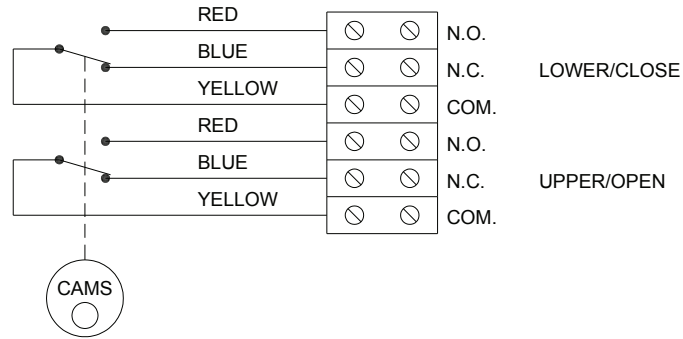 RED
N.O.
BLUE
N.C. LOWER/CLOSE
YELLOW
COM.
RED
N.O.
BLUE
N.C. UPPER/OPEN
YELLOW
COM.
CAMS